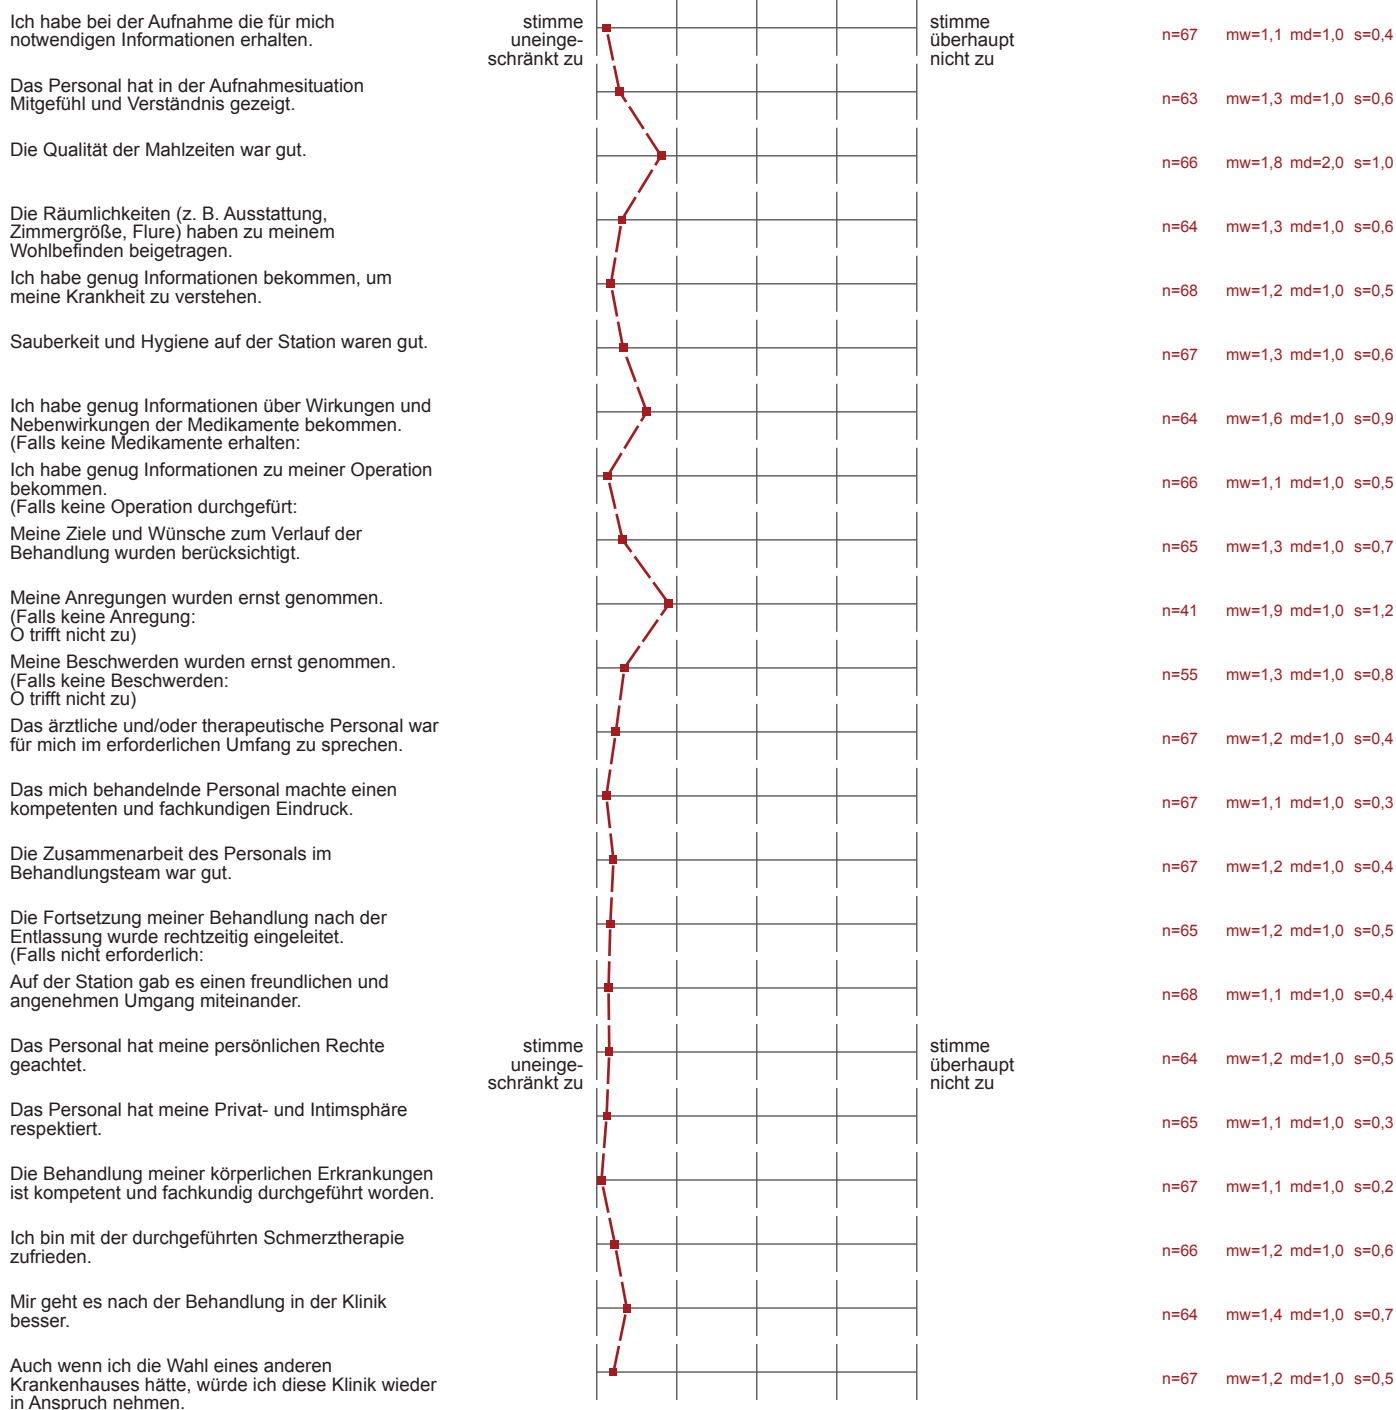 Ich habe bei der Aufnahme die für mich
notwendigen Informationen erhalten.
stimme
uneinge-
schränkt zu
stimme
überhaupt
nicht zu
n=67 mw=1,1 md=1,0 s=0,4
Das Personal hat in der Aufnahmesituation
Mitgefühl und Verständnis gezeigt.
n=63 mw=1,3 md=1,0 s=0,6
Die Qualität der Mahlzeiten war gut.
n=66 mw=1,8 md=2,0 s=1,0
Die Räumlichkeiten (z. B. Ausstattung,
Zimmergröße, Flure) haben zu meinem
Wohlbefinden beigetragen.
n=64 mw=1,3 md=1,0 s=0,6
Ich habe genug Informationen bekommen, um
meine Krankheit zu verstehen.
n=68 mw=1,2 md=1,0 s=0,5
Sauberkeit und Hygiene auf der Station waren gut.
n=67 mw=1,3 md=1,0 s=0,6
Ich habe genug Informationen über Wirkungen und
Nebenwirkungen der Medikamente bekommen.
(Falls keine Medikamente erhalten:
n=64 mw=1,6 md=1,0 s=0,9
Ich habe genug Informationen zu meiner Operation
bekommen.
(Falls keine Operation durchgefürt:
n=66 mw=1,1 md=1,0 s=0,5
Meine Ziele und Wünsche zum Verlauf der
Behandlung wurden berücksichtigt.
n=65 mw=1,3 md=1,0 s=0,7
Meine Anregungen wurden ernst genommen.
(Falls keine Anregung:
O trifft nicht zu)
n=41 mw=1,9 md=1,0 s=1,2
Meine Beschwerden wurden ernst genommen.
(Falls keine Beschwerden:
O trifft nicht zu)
n=55 mw=1,3 md=1,0 s=0,8
Das ärztliche und/oder therapeutische Personal war
für mich im erforderlichen Umfang zu sprechen.
n=67 mw=1,2 md=1,0 s=0,4
Das mich behandelnde Personal machte einen
kompetenten und fachkundigen Eindruck.
n=67 mw=1,1 md=1,0 s=0,3
Die Zusammenarbeit des Personals im
Behandlungsteam war gut.
n=67 mw=1,2 md=1,0 s=0,4
Die Fortsetzung meiner Behandlung nach der
Entlassung wurde rechtzeitig eingeleitet.
(Falls nicht erforderlich:
n=65 mw=1,2 md=1,0 s=0,5
Auf der Station gab es einen freundlichen und
angenehmen Umgang miteinander.
n=68 mw=1,1 md=1,0 s=0,4
Das Personal hat meine persönlichen Rechte
geachtet.
stimme
uneinge-
schränkt zu
stimme
überhaupt
nicht zu
n=64 mw=1,2 md=1,0 s=0,5
Das Personal hat meine Privat- und Intimsphäre
respektiert.
n=65 mw=1,1 md=1,0 s=0,3
Die Behandlung meiner körperlichen Erkrankungen
ist kompetent und fachkundig durchgeführt worden.
n=67 mw=1,1 md=1,0 s=0,2
Ich bin mit der durchgeführten Schmerztherapie
zufrieden.
n=66 mw=1,2 md=1,0 s=0,6
Mir geht es nach der Behandlung in der Klinik
besser.
n=64 mw=1,4 md=1,0 s=0,7
Auch wenn ich die Wahl eines anderen
Krankenhauses hätte, würde ich diese Klinik wieder
in Anspruch nehmen.
n=67 mw=1,2 md=1,0 s=0,5